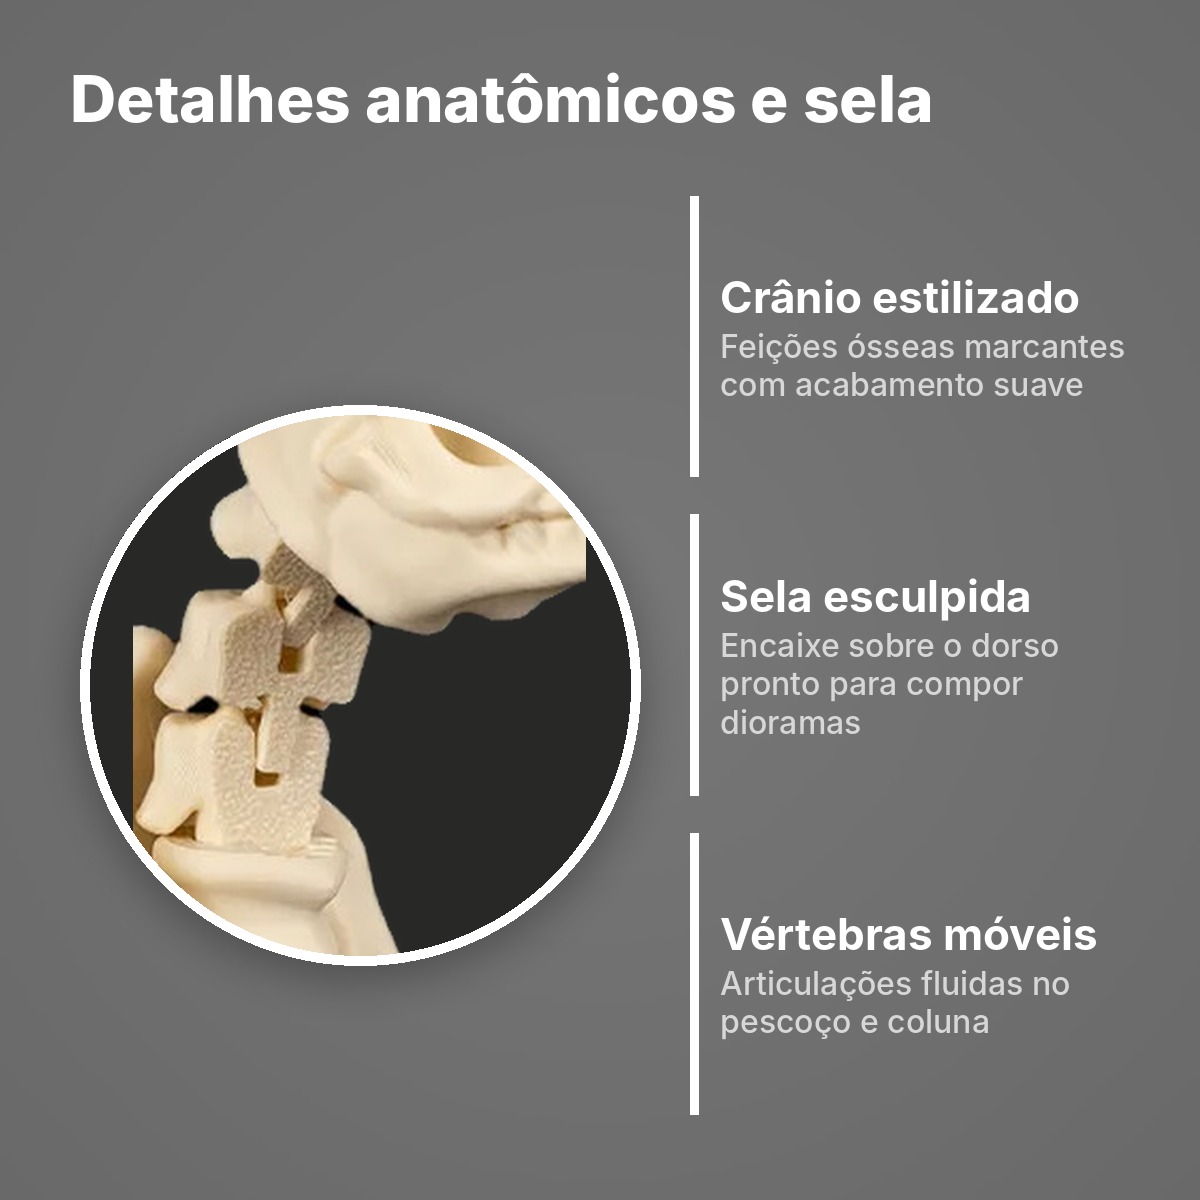 Detalhes anatômicos e sela
Crânio estilizado
Feições ósseas marcantes
com acabamento suave
Sela esculpida
Encaixe sobre o dorso
pronto para compor
dioramas
Vértebras móveis
Articulações fluidas no
pescoço e coluna